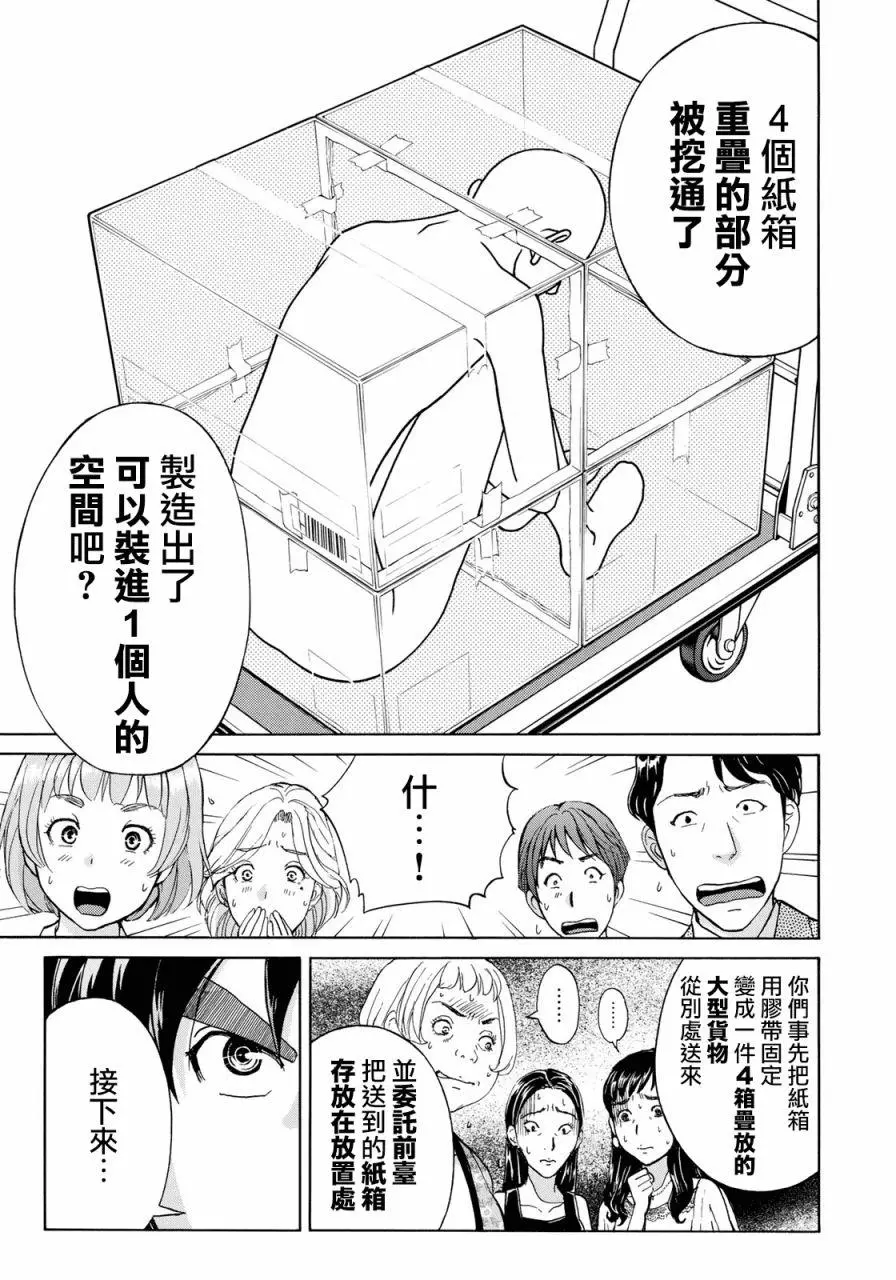 4個紙箱
重疊的部分
被挖通了
製造出了
可以裝進1個人的
空間吧?
什…!
你們事先把紙箱
用膠帶固定
變成一件4箱疊放的
大型貨物
從別處送來
……
……
並委託前臺
把送到的紙箱
存放在放置處
接下來…